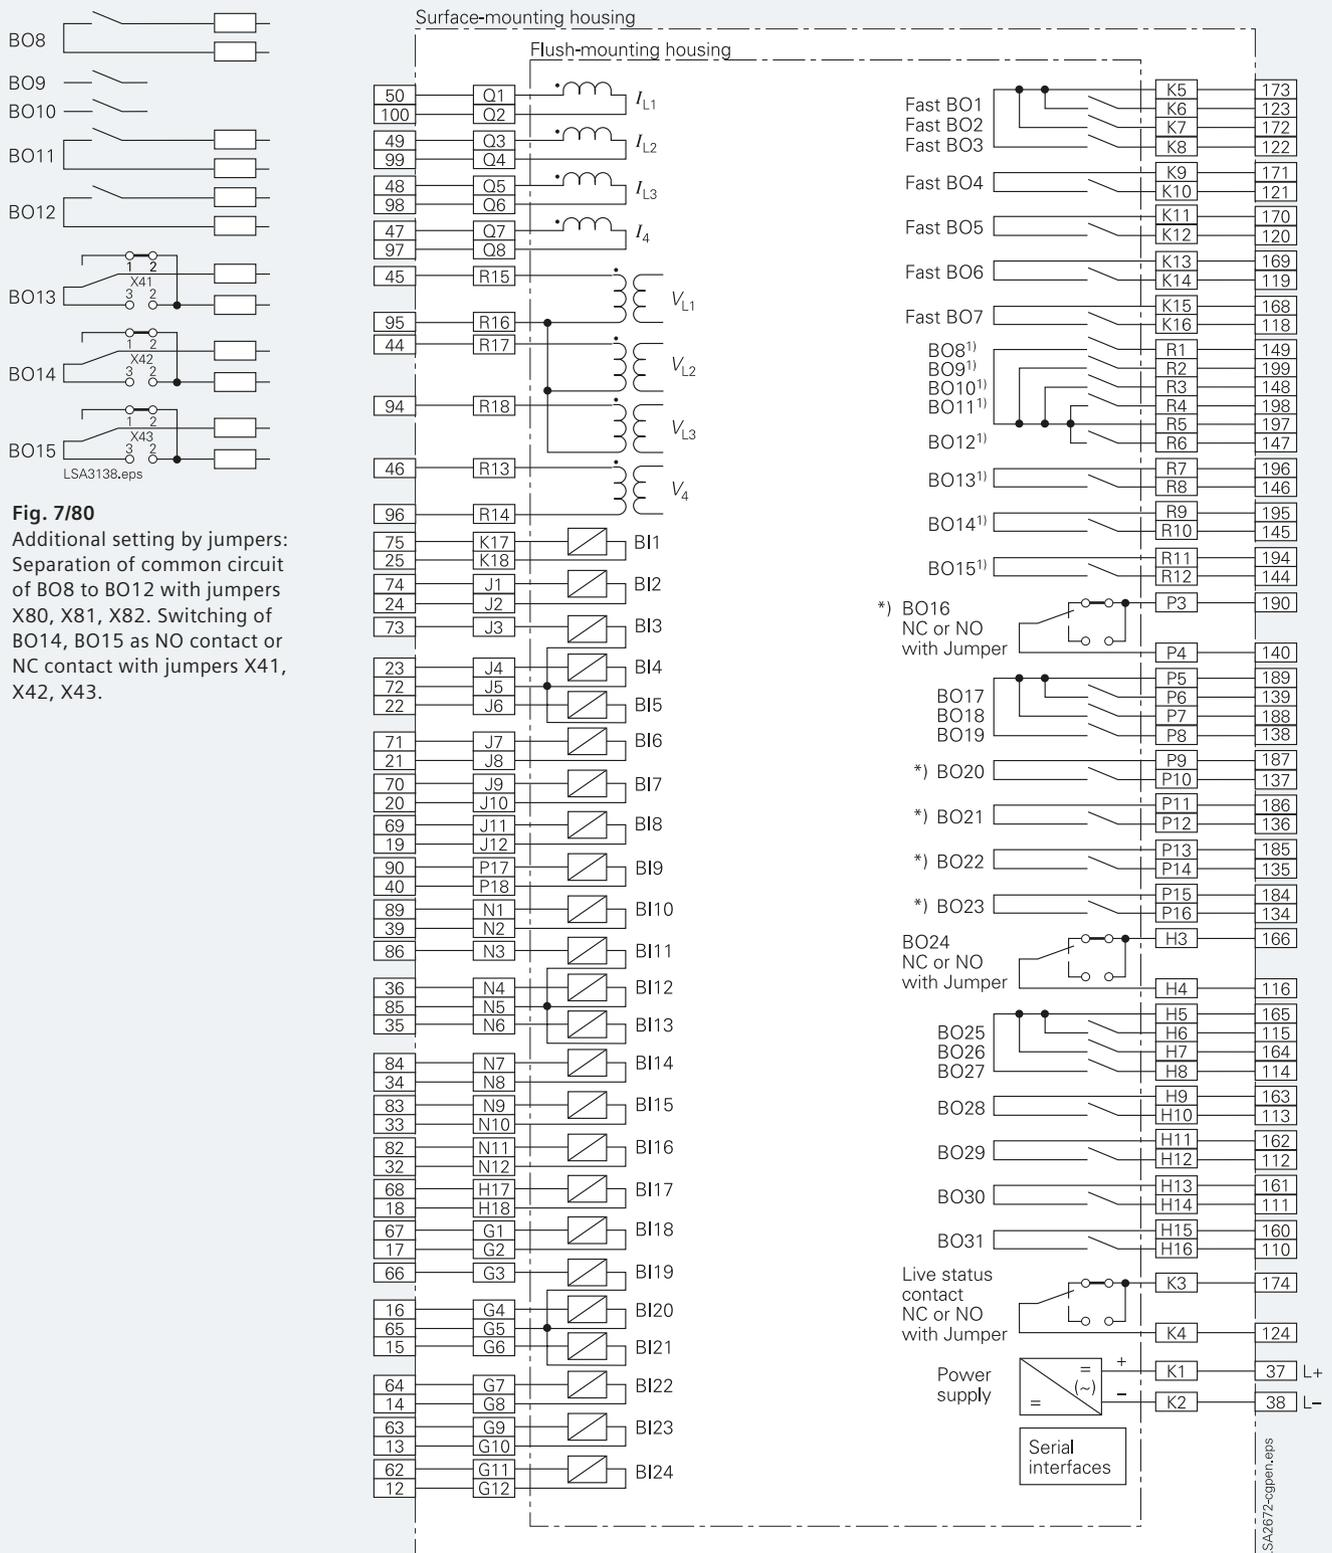 BO8
BO9
BO10
BO11
BO12
1 2
X41
BO13 3 2
1 2
X42
BO14 3 2
1 2
X43
BO15 3 2
LSA3138.eps
Fig. 7/80
Additional setting by jumpers:
Separation of common circuit
of BO8 to BO12 with jumpers
X80, X81, X82. Switching of
BO14, BO15 as NO contact or
NC contact with jumpers X41,
X42, X43.
Surface-mounting housing
Flush-mounting housing
50 Q1 IL1
100 Q2
49 Q3 IL2
99 Q4
48 Q5 IL3
98 Q6
47 Q7 I4
97 Q8
45 R15
VL1
95 R16
44 R17
VL2
94 R18
VL3
46 R13
V4
96 R14
75 K17 BI1
25 K18
74 J1 BI2
24 J2
73 J3 BI3
23 J4 BI4
72 J5
22 J6 BI5
71 J7 BI6
21 J8
70 J9 BI7
20 J10
69 J11 BI8
19 J12
90 P17 BI9
40 P18
89 N1 BI10
39 N2
86 N3 BI11
36 N4 BI12
85 N5
35 N6 BI13
84 N7 BI14
34 N8
83 N9 BI15
33 N10
82 N11 BI16
32 N12
68 H17 BI17
18 H18
67 G1 BI18
17 G2
66 G3 BI19
16 G4 BI20
65 G5
15 G6 BI21
64 G7 BI22
14 G8
63 G9 BI23
13 G10
62 G11 BI24
12 G12
K5 173
Fast BO1 K6 123
Fast BO2 K7 172
Fast BO3 K8 122
K9 171
Fast BO4 K10 121
K11 170
Fast BO5 K12 120
K13 169
Fast BO6 K14 119
K15 168
Fast BO7 K16 118
BO8¹⁾ R1 149
BO9¹⁾ R2 199
BO10¹⁾ R3 148
BO11¹⁾ R4 198
R5 197
BO12¹⁾ R6 147
R7 196
BO13¹⁾ R8 146
R9 195
BO14¹⁾ R10 145
R11 194
BO15¹⁾ R12 144
*) BO16 P3 190
NC or NO
with Jumper P4 140
P5 189
BO17 P6 139
BO18 P7 188
BO19 P8 138
P9 187
*) BO20 P10 137
P11 186
*) BO21 P12 136
P13 185
*) BO22 P14 135
P15 184
*) BO23 P16 134
BO24 H3 166
NC or NO
with Jumper H4 116
H5 165
BO25 H6 115
BO26 H7 164
BO27 H8 114
H9 163
BO28 H10 113
H11 162
BO29 H12 112
H13 161
BO30 H14 111
H15 160
BO31 H16 110
Live status
contact K3 174
NC or NO
with Jumper K4 124
Power = + K1 37 L+
supply (~)
= − K2 38 L−
Serial
interfaces
LSA2672-cgpen.eps